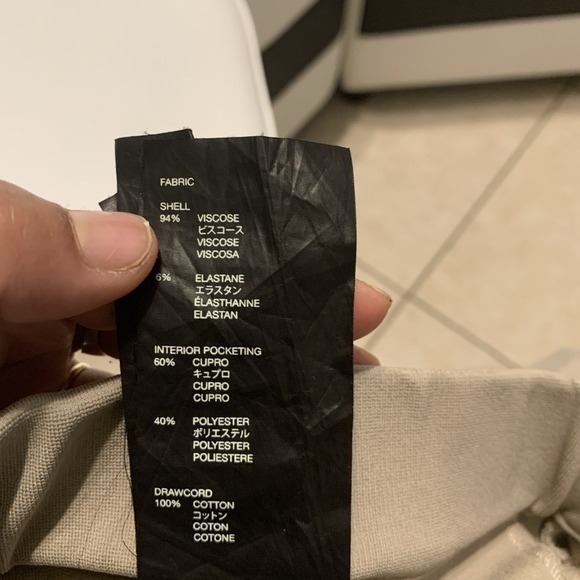 FABRIC
SHELL
94% VISCOSE
ビスコース
VISCOSE
VISCOSA
6% ELASTANE
エラスタン
ÉLASTHANNE
ELASTAN
INTERIOR POCKETING
60% CUPRO
キュプロ
CUPRO
CUPRO
40% POLYESTER
ポリエステル
POLYESTER
POLIESTERE
DRAWCORD
100% COTTON
コットン
COTON
COTONE